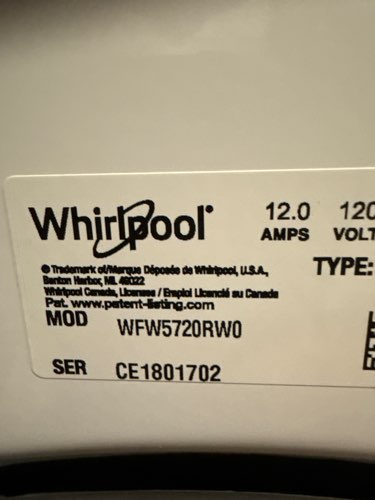 Whirlpool®
12.0 120
AMPS VOLT
TYPE:
® Trademark of/Marque Déposée de Whirlpool, U.S.A.,
Benton Harbor, MI. 49022
Whirlpool Canada, Licensee / Emploi Licencié au Canada
Pat. www.patent-listing.com
MOD WFW5720RW0
SER CE1801702